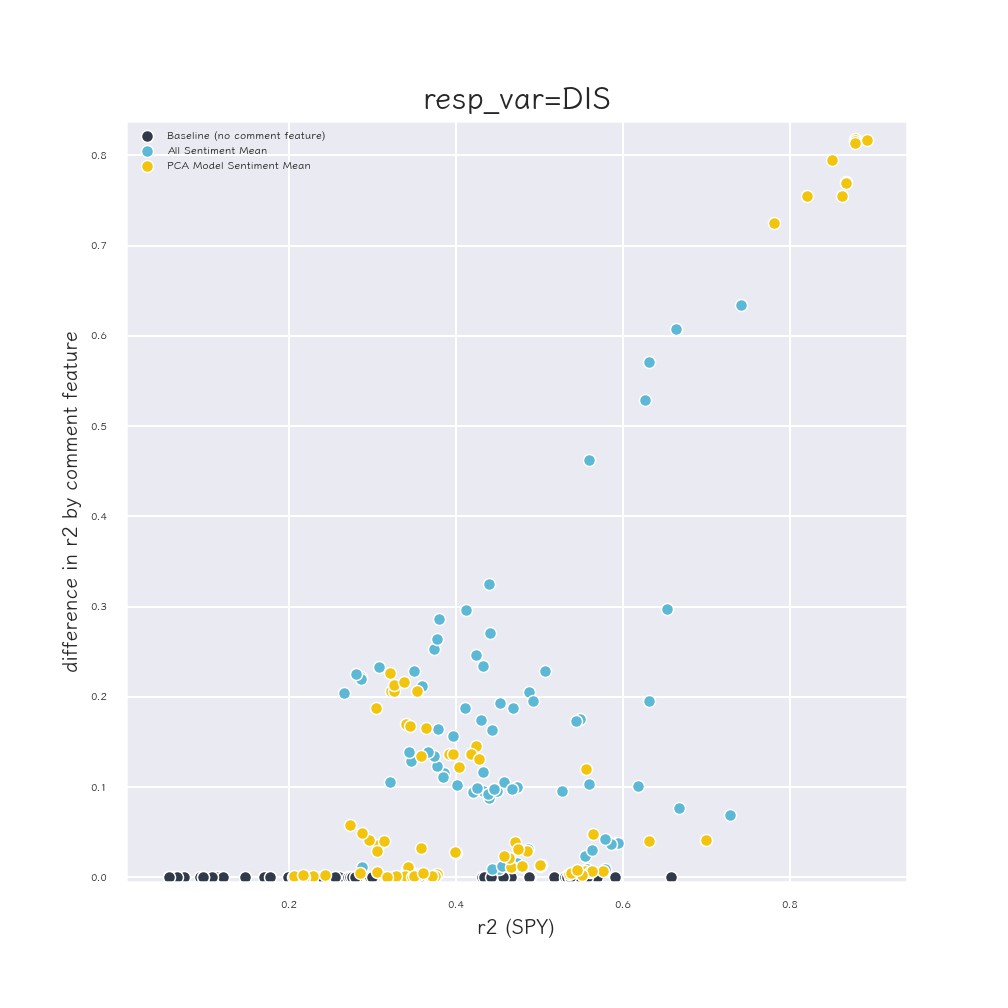 resp_var=DIS
Baseline (no comment feature)
All Sentiment Mean
PCA Model Sentiment Mean
difference in r2 by comment feature
0.8
0.7
0.6
0.5
0.4
0.3
0.2
0.1
0.0
0.2 0.4 0.6 0.8
r2 (SPY)